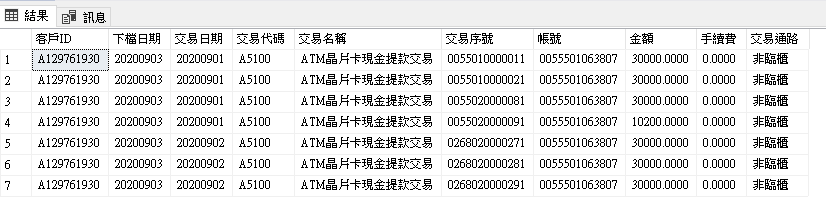 結果 訊息
客戶ID 下檔日期 交易日期 交易代碼 交易名稱 交易序號 帳號 金額 手續費 交易通路
1 A129761930 20200903 20200901 A5100 ATM晶片卡現金提款交易 0055010000011 0055501063807 30000.0000 0.0000 非臨櫃
2 A129761930 20200903 20200901 A5100 ATM晶片卡現金提款交易 0055010000021 0055501063807 30000.0000 0.0000 非臨櫃
3 A129761930 20200903 20200901 A5100 ATM晶片卡現金提款交易 0055020000081 0055501063807 30000.0000 0.0000 非臨櫃
4 A129761930 20200903 20200901 A5100 ATM晶片卡現金提款交易 0055020000091 0055501063807 10200.0000 0.0000 非臨櫃
5 A129761930 20200903 20200902 A5100 ATM晶片卡現金提款交易 0268020000271 0055501063807 30000.0000 0.0000 非臨櫃
6 A129761930 20200903 20200902 A5100 ATM晶片卡現金提款交易 0268020000281 0055501063807 30000.0000 0.0000 非臨櫃
7 A129761930 20200903 20200902 A5100 ATM晶片卡現金提款交易 0268020000291 0055501063807 30000.0000 0.0000 非臨櫃